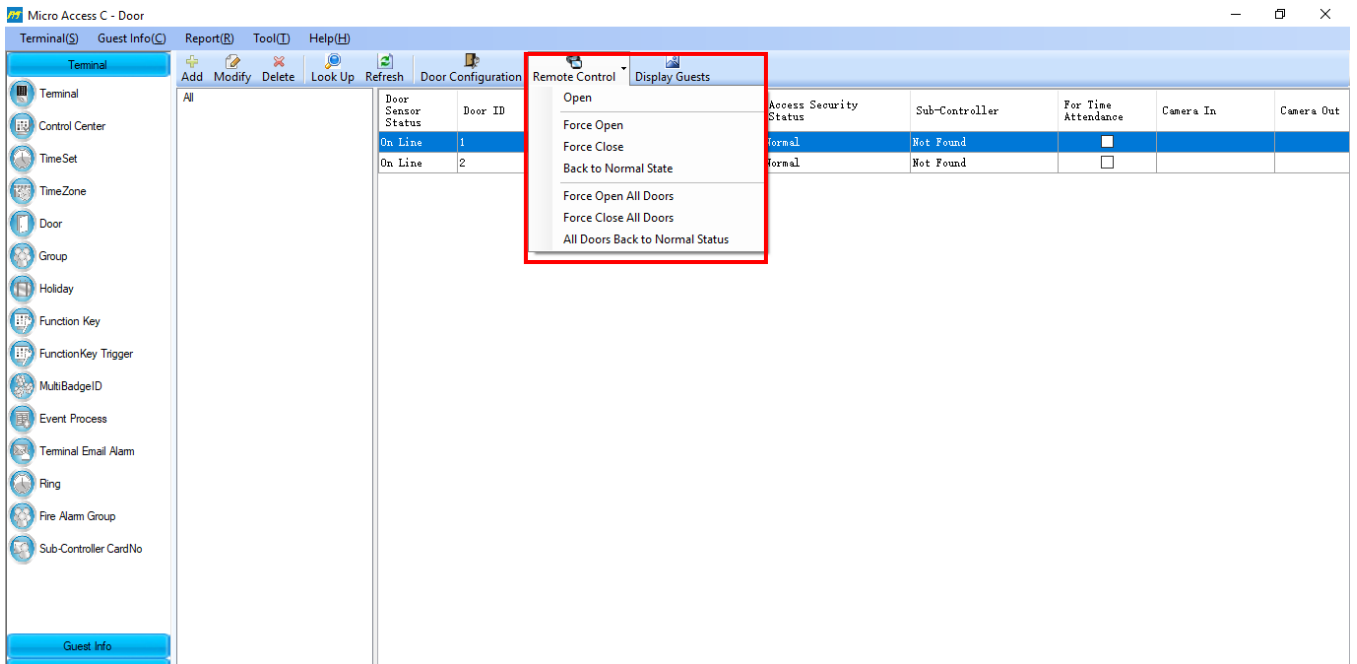 Micro Access C - Door
Terminal(S) Guest Info(C) Report(R) Tool(T) Help(H)
Terminal
Terminal
Control Center
TimeSet
TimeZone
Door
Group
Holiday
Function Key
FunctionKey Trigger
MultiBadgeID
Event Process
Terminal Email Alarm
Ring
Fire Alarm Group
Sub-Controller CardNo
Guest Info
Add Modify Delete Look Up Refresh Door Configuration Remote Control Display Guests
All
Open
Force Open
Force Close
Back to Normal State
Force Open All Doors
Force Close All Doors
All Doors Back to Normal Status
Door Sensor Status Door ID Access Security Status Sub-Controller For Time Attendance Camera In Camera Out
On Line 1 Normal Not Found
On Line 2 Normal Not Found